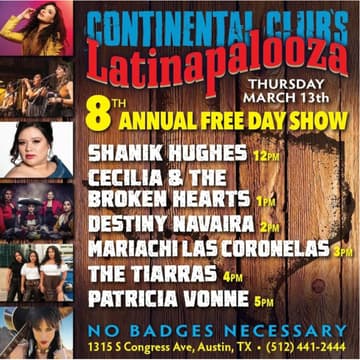 CONTINENTAL CLUBS
Latinapalooza
THURSDAY
MARCH 13th
8TH ANNUAL FREE DAY SHOW
SHANIK HUGHES 12PM
CECILIA & THE
BROKEN HEARTS 1PM
DESTINY NAVAIRA 2PM
MARIACHI LAS CORONELAS 3PM
THE TIARRAS 4PM
PATRICIA VONNE 5PM
NO BADGES NECESSARY
1315 S Congress Ave, Austin, TX • (512) 441-2444